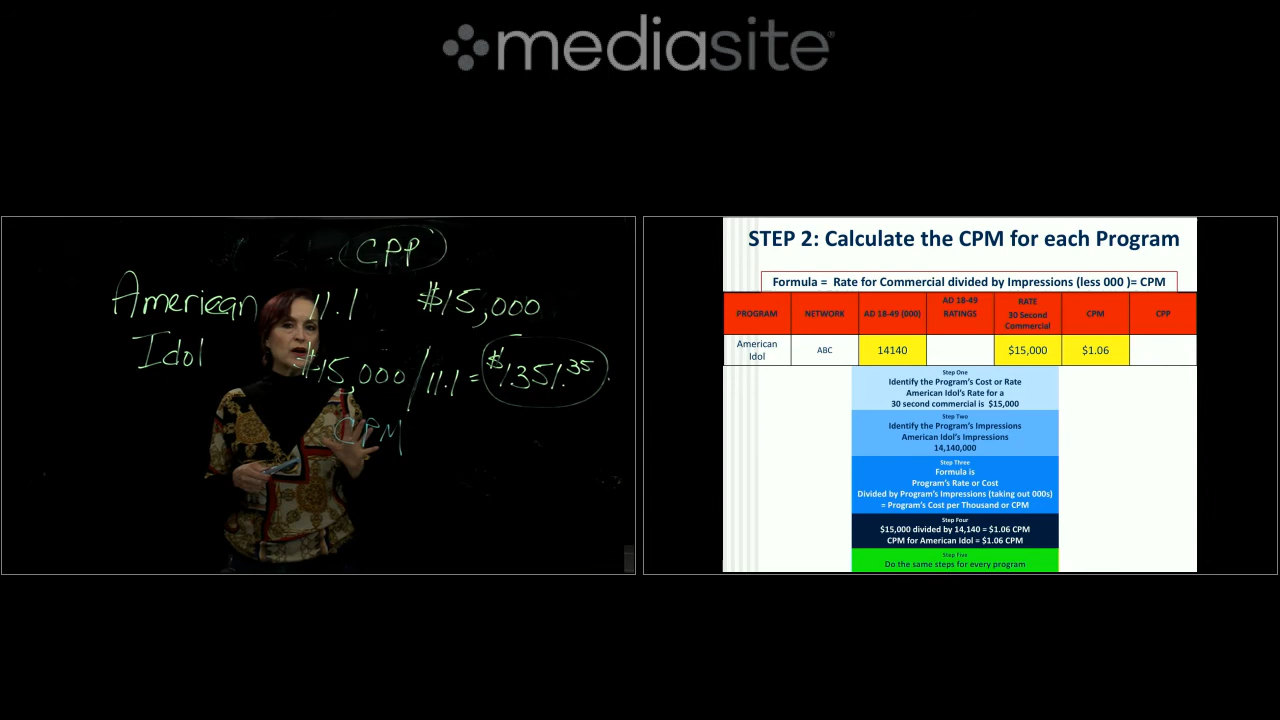 mediasite
CPP
American 11.1 $15,000
Idol
$15,000 / 11.1 = $1351.35
CPM
STEP 2: Calculate the CPM for each Program
Formula = Rate for Commercial divided by Impressions (less 000 )= CPM
PROGRAM NETWORK AD 18-49 (000) AD 18-49 RATINGS RATE 30 Second Commercial CPM CPP
American Idol ABC 14140 $15,000 $1.06
Step One
Identify the Program's Cost or Rate
American Idol's Rate for a
30 second commercial is $15,000
Step Two
Identify the Program's Impressions
American Idol's Impressions
14,140,000
Step Three
Formula is
Program's Rate or Cost
Divided by Program's Impressions (taking out 000s)
= Program's Cost per Thousand or CPM
Step Four
$15,000 divided by 14,140 = $1.06 CPM
CPM for American Idol = $1.06 CPM
Step Five
Do the same steps for every program